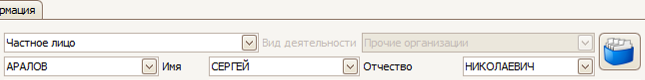 рмация
Частное лицо Вид деятельности Прочие организации
АРАЛОВ Имя СЕРГЕЙ Отчество НИКОЛАЕВИЧ